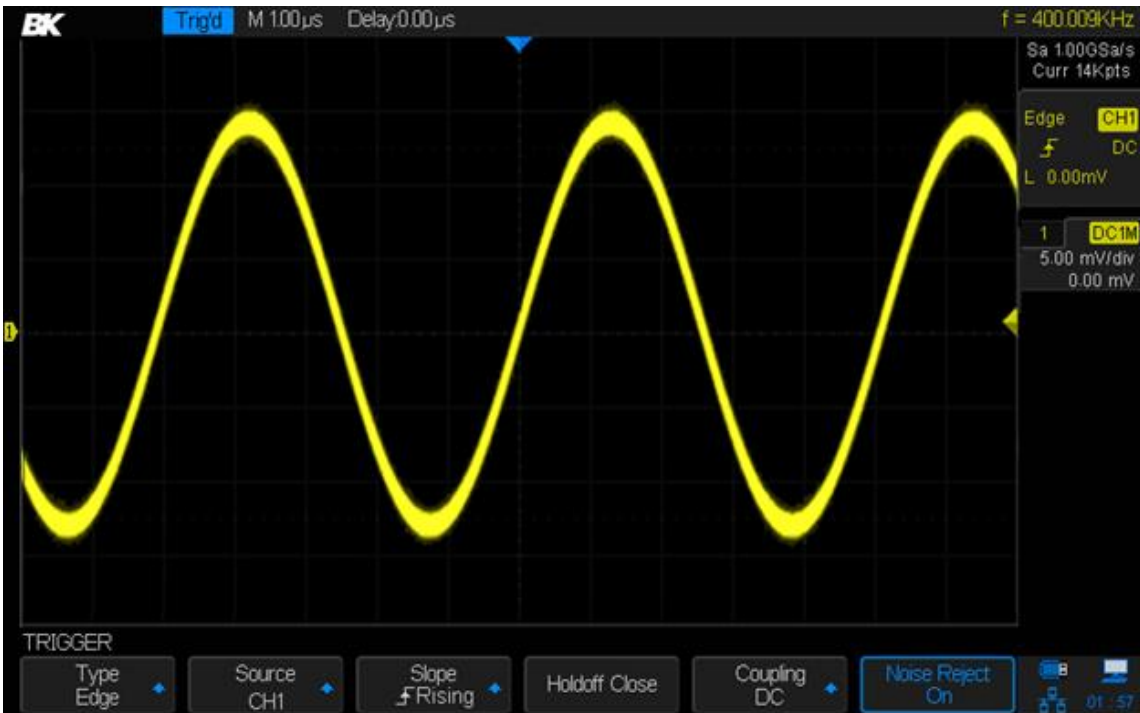 BK Trig'd M 1.00µs Delay:0.00µs f = 400.009KHz
Sa 1.00GSa/s
Curr 14Kpts
Edge CH1
DC
L 0.00mV
1 DC1M
5.00 mV/div
0.00 mV
1
TRIGGER
Type
Edge
Source
CH1
Slope
Rising
Holdoff Close
Coupling
DC
Noise Reject
On
01:57